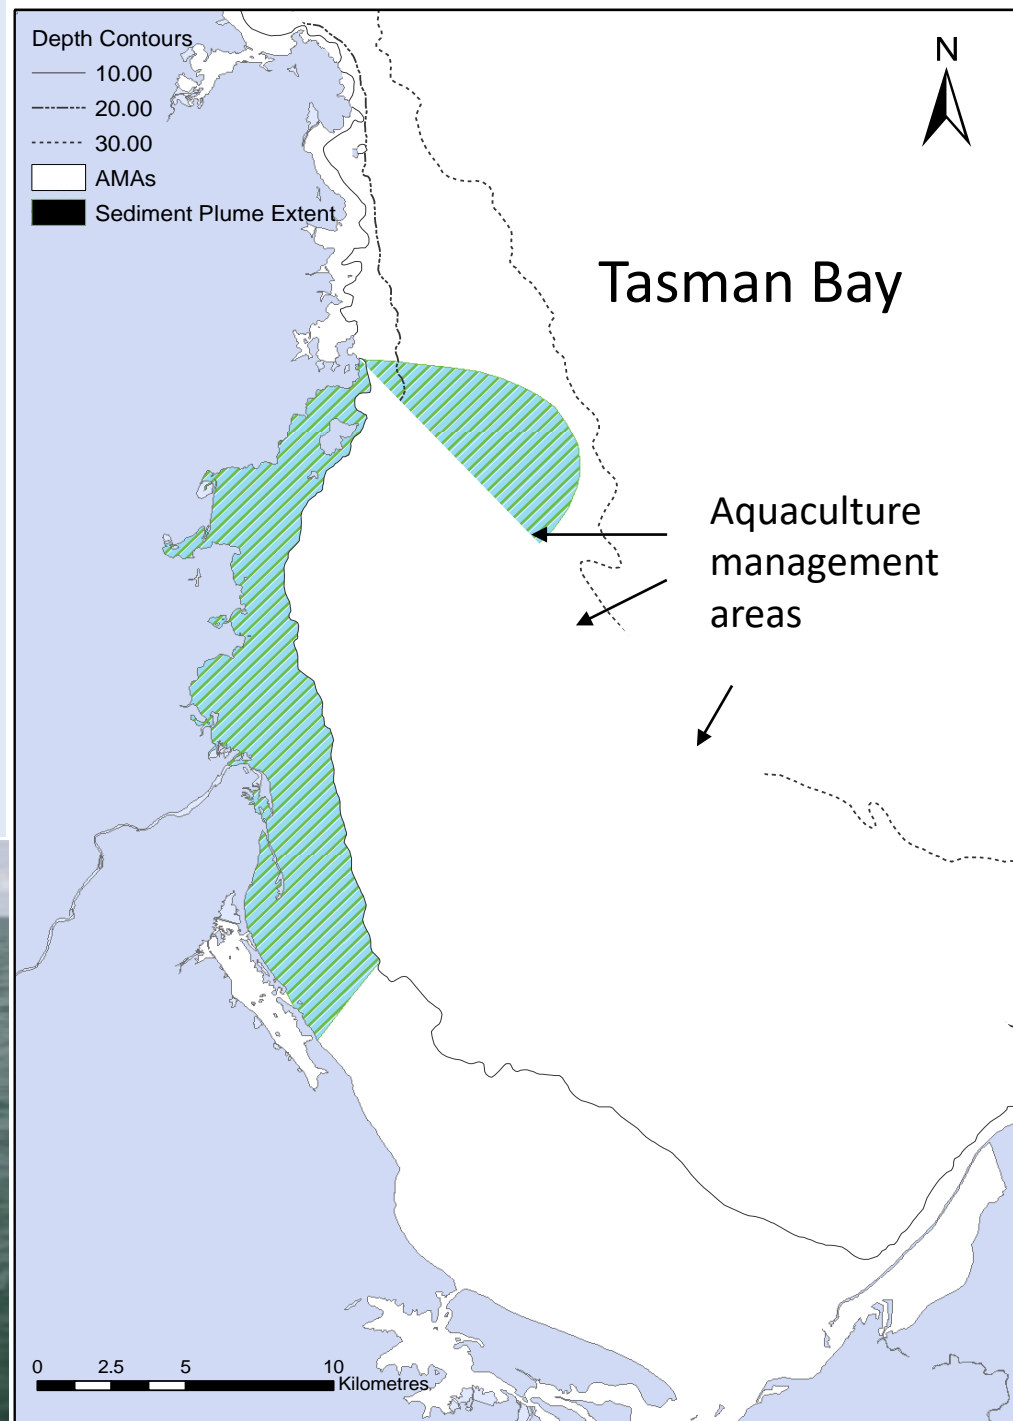 Depth Contours
10.00
20.00
30.00
AMAs
Sediment Plume Extent
N
Tasman Bay
Aquaculture
management
areas
0 2.5 5 10
Kilometres